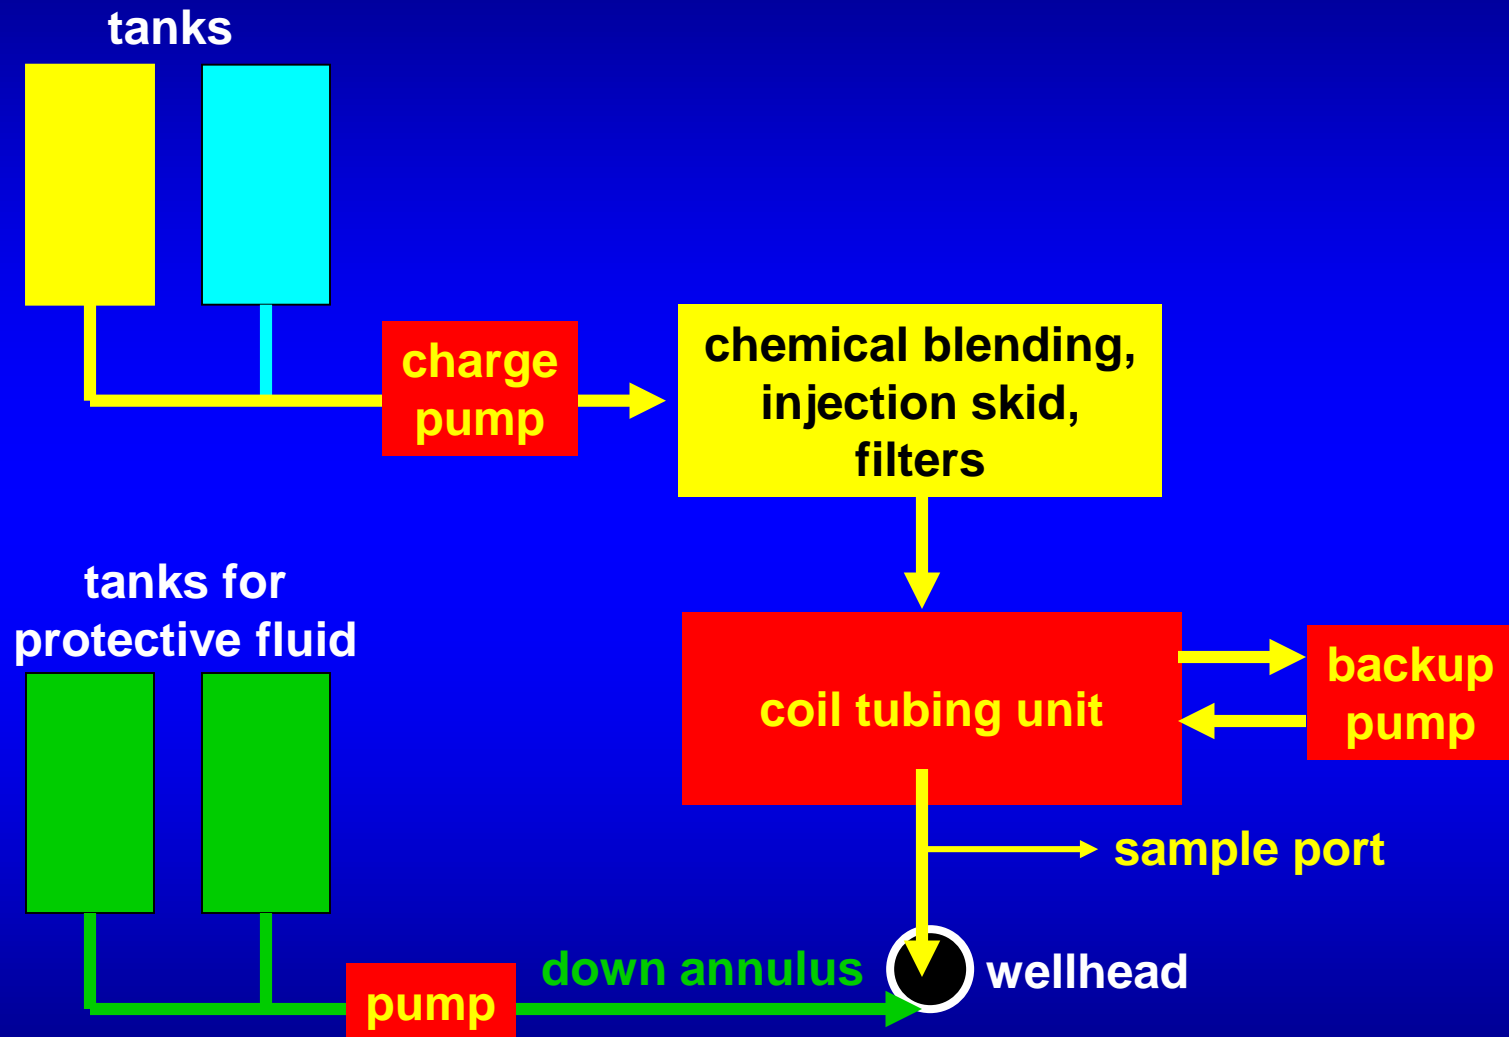 tanks
charge
pump
chemical blending,
injection skid,
filters
tanks for
protective fluid
coil tubing unit
backup
pump
sample port
down annulus
wellhead
pump